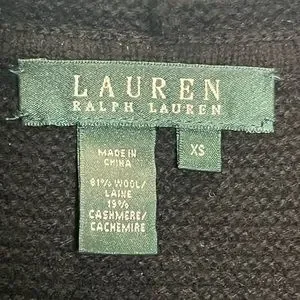 LAUREN
RALPH LAUREN
XS
MADE IN
CHINA
81% WOOL/
LAINE
19%
CASHMERE/
CACHEMIRE